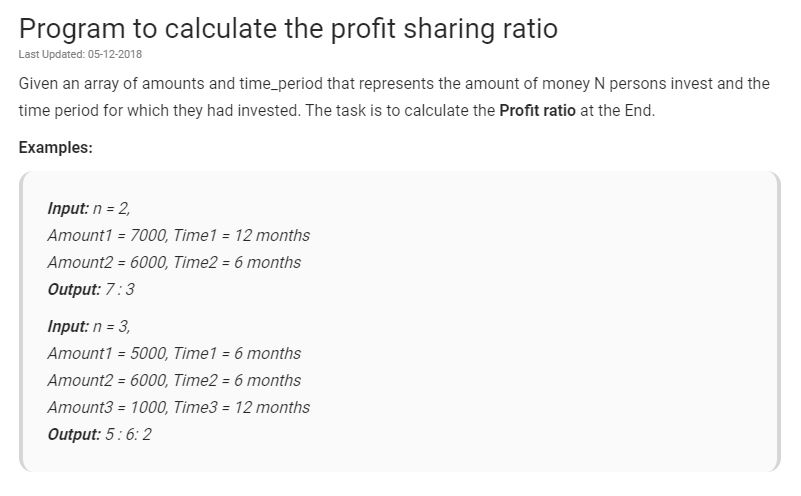 Program to calculate the profit sharing ratio
Last Updated: 05-12-2018
Given an array of amounts and time_period that represents the amount of money N persons invest and the
time period for which they had invested. The task is to calculate the Profit ratio at the End.
Examples:
Input: n = 2,
Amount1 = 7000, Time1 = 12 months
Amount2 = 6000, Time2 = 6 months
Output: 7 : 3
Input: n = 3,
Amount1 = 5000, Time1 = 6 months
Amount2 = 6000, Time2 = 6 months
Amount3 = 1000, Time3 = 12 months
Output: 5 : 6: 2